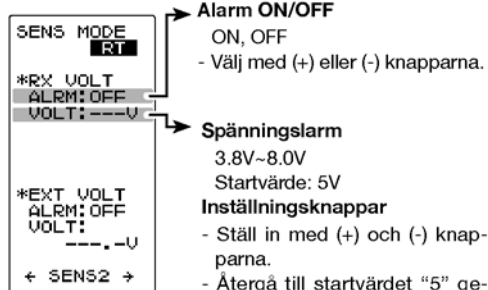 SENS MODE
RT
*RX VOLT
ALRM:OFF
VOLT:---V
*EXT VOLT
ALRM:OFF
VOLT:
---.-V
← SENS2 →
Alarm ON/OFF
ON, OFF
- Välj med (+) eller (-) knapparna.
Spänningslarm
3.8V~8.0V
Startvärde: 5V
Inställningsknappar
- Ställ in med (+) och (-) knap-
parna.
- Återgå till startvärdet “5” ge-